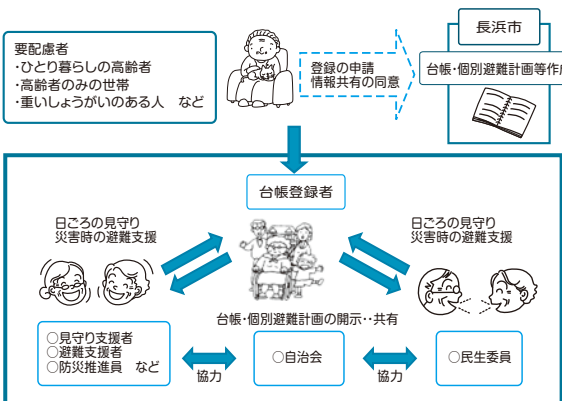 要配慮者
・ひとり暮らしの高齢者
・高齢者のみの世帯
・重いしょうがいのある人　など
登録の申請
情報共有の同意
長浜市
台帳・個別避難計画等作成
台帳登録者
日ごろの見守り
災害時の避難支援
日ごろの見守り
災害時の避難支援
台帳・個別避難計画の開示・・共有
○見守り支援者
○避難支援者
○防災推進員　など
協力
○自治会
協力
○民生委員